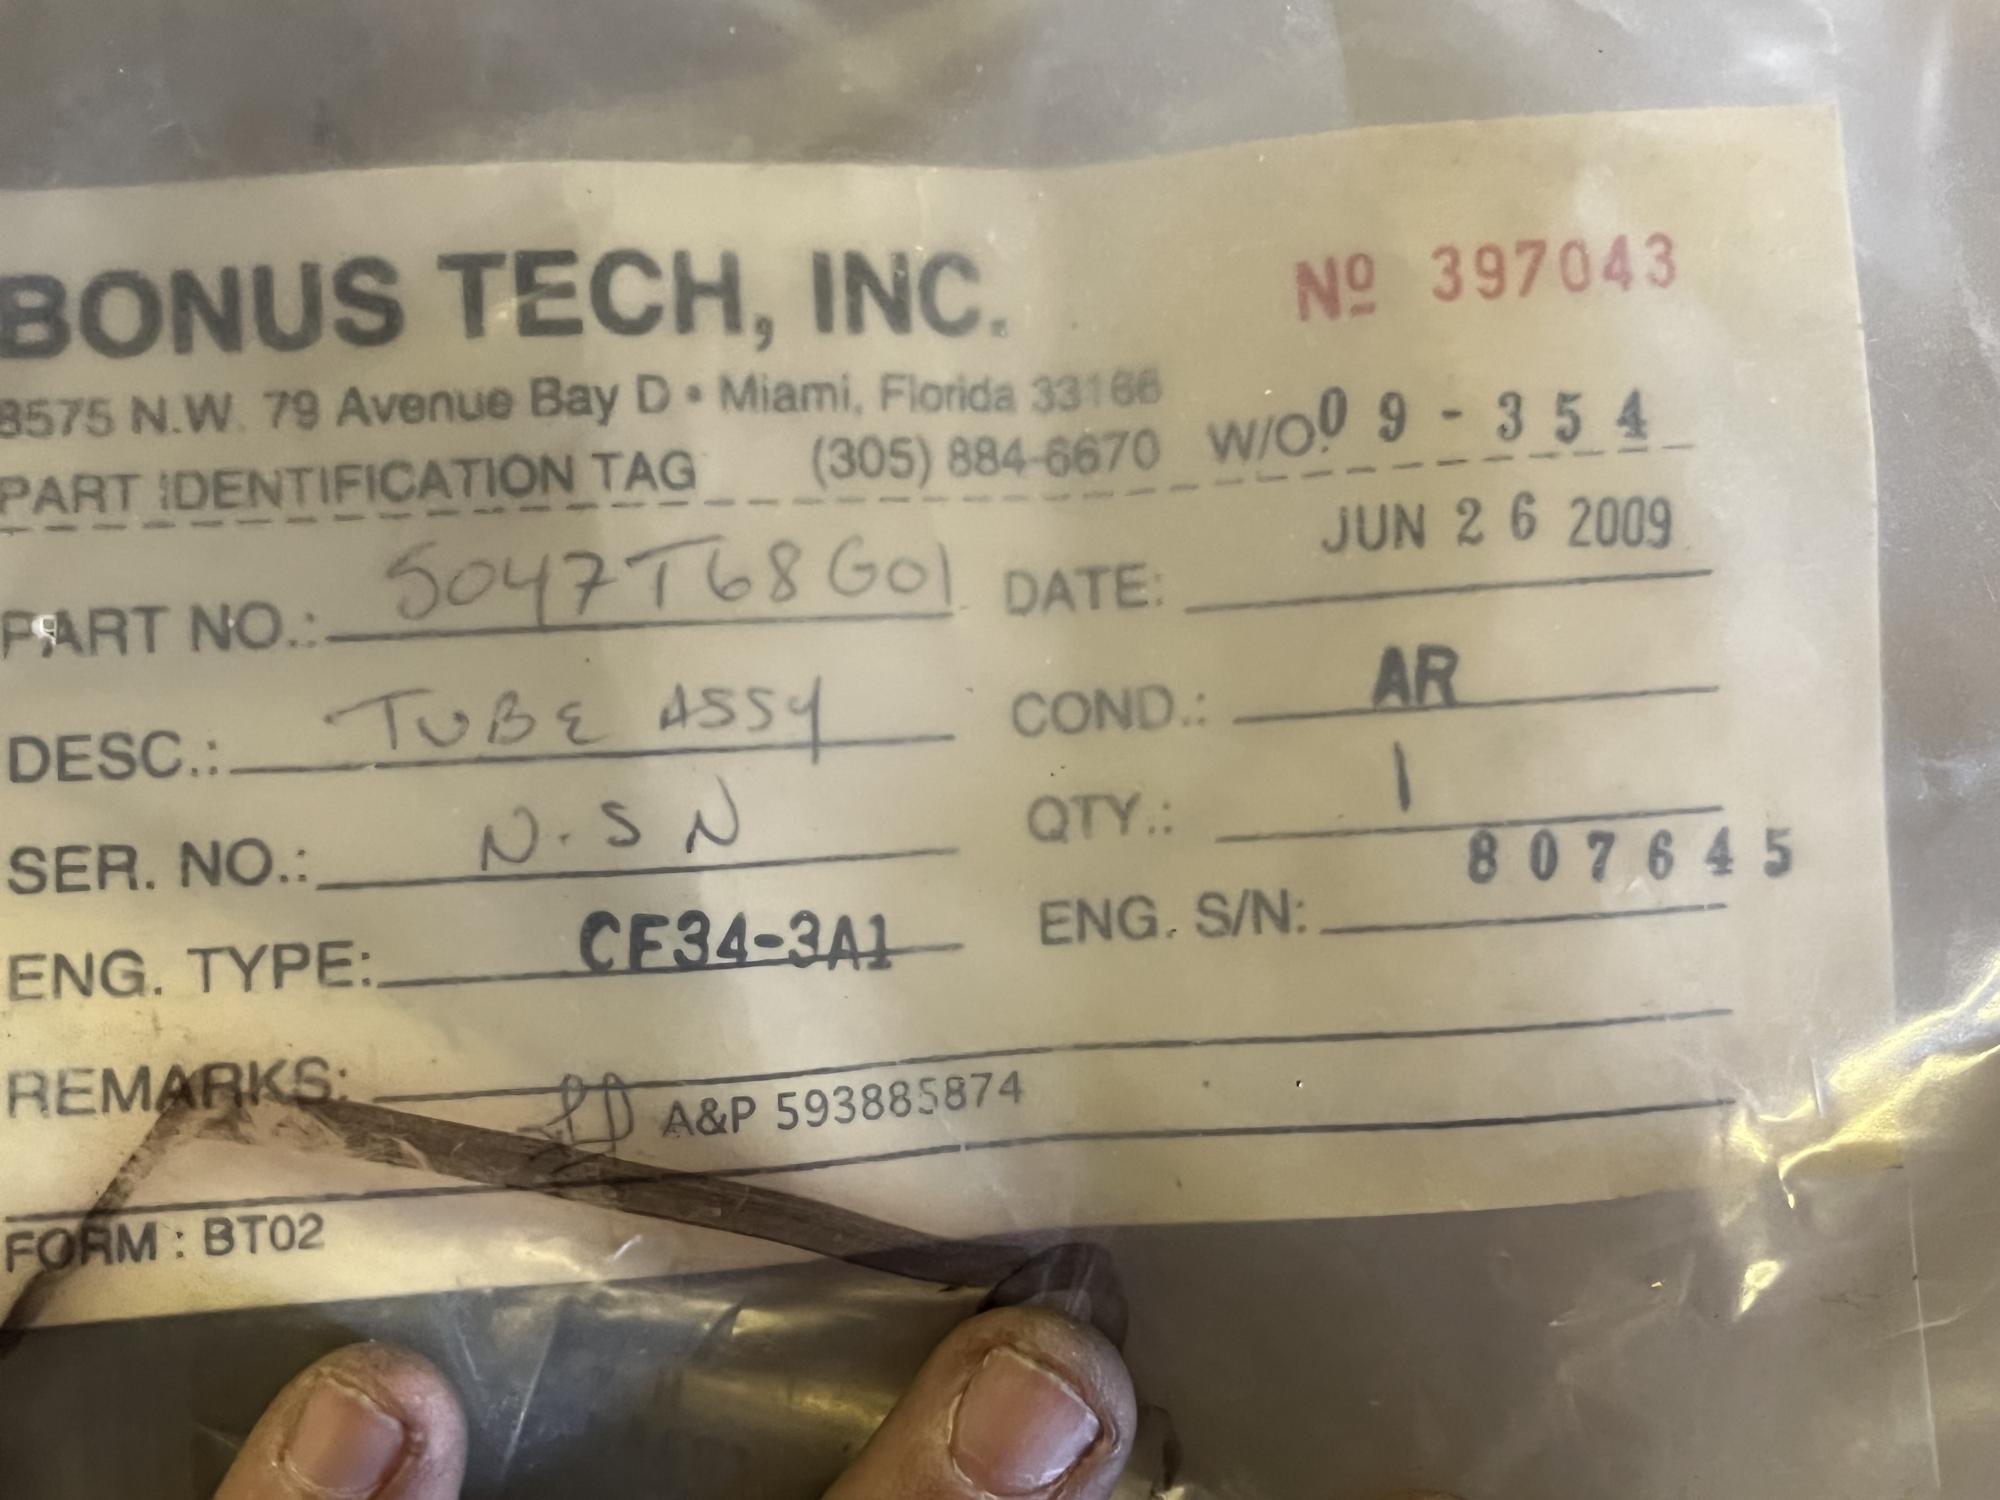 BONUS TECH, INC.
Nº 397043
8575 N.W. 79 Avenue Bay D • Miami, Florida 33166
PART IDENTIFICATION TAG (305) 884-6670 W/O: 09-354
PART NO.: 5047T68G01 DATE: JUN 26 2009
DESC.: TUBE ASSY COND.: AR
SER. NO.: N.SN QTY.: 1
ENG. TYPE: CF34-3A1 ENG. S/N: 807645
REMARKS:
A&P 593885874
FORM : BT02